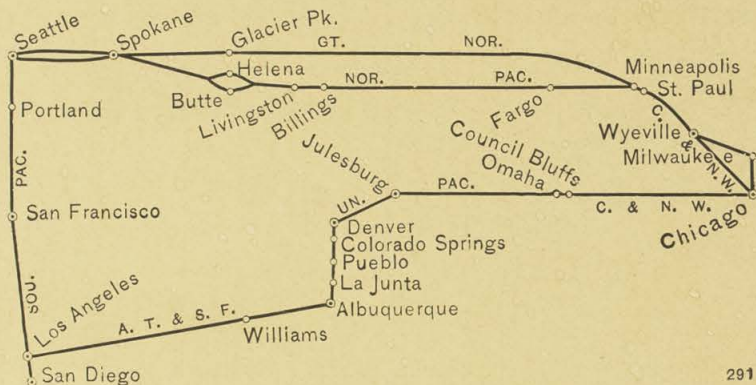 Seattle
Spokane
Glacier Pk.
GT. NOR.
Helena
Butte
Livingston
Billings
NOR. PAC.
Fargo
Minneapolis
St. Paul
Portland
C. & N. W.
Wyeville
Milwaukee
Council Bluffs
Omaha
Julesburg
PAC.
UN.
C. & N. W.
Chicago
PAC.
San Francisco
Denver
Colorado Springs
Pueblo
La Junta
Albuquerque
SOU.
Los Angeles
A. T. & S. F.
Williams
San Diego
291